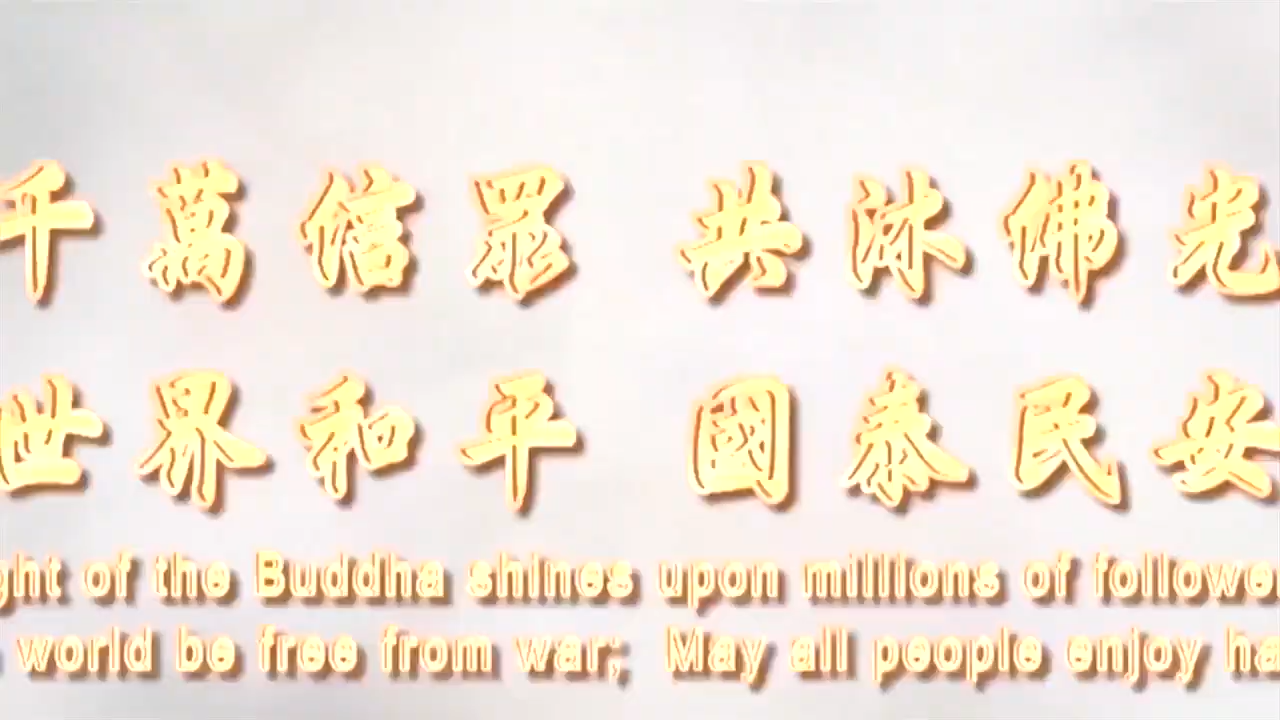 千萬信眾 共沐佛光
世界和平 國泰民安
ght of the Buddha shines upon millions of followe
world be free from war; May all people enjoy ha